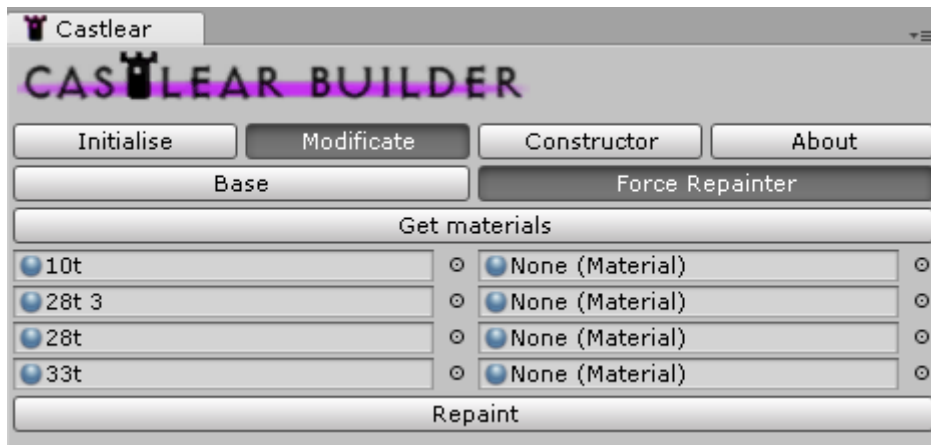 Castlear
CASTLEAR BUILDER
Initialise Modificate Constructor About
Base Force Repainter
Get materials
10t None (Material)
28t 3 None (Material)
28t None (Material)
33t None (Material)
Repaint